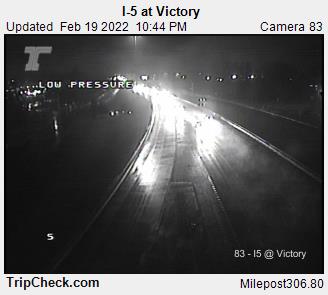 I-5 at Victory
Updated Feb 19 2022 10:44 PM Camera 83
T
LOW PRESSURE
S
83 - I5 @ Victory
TripCheck.com Milepost306.80